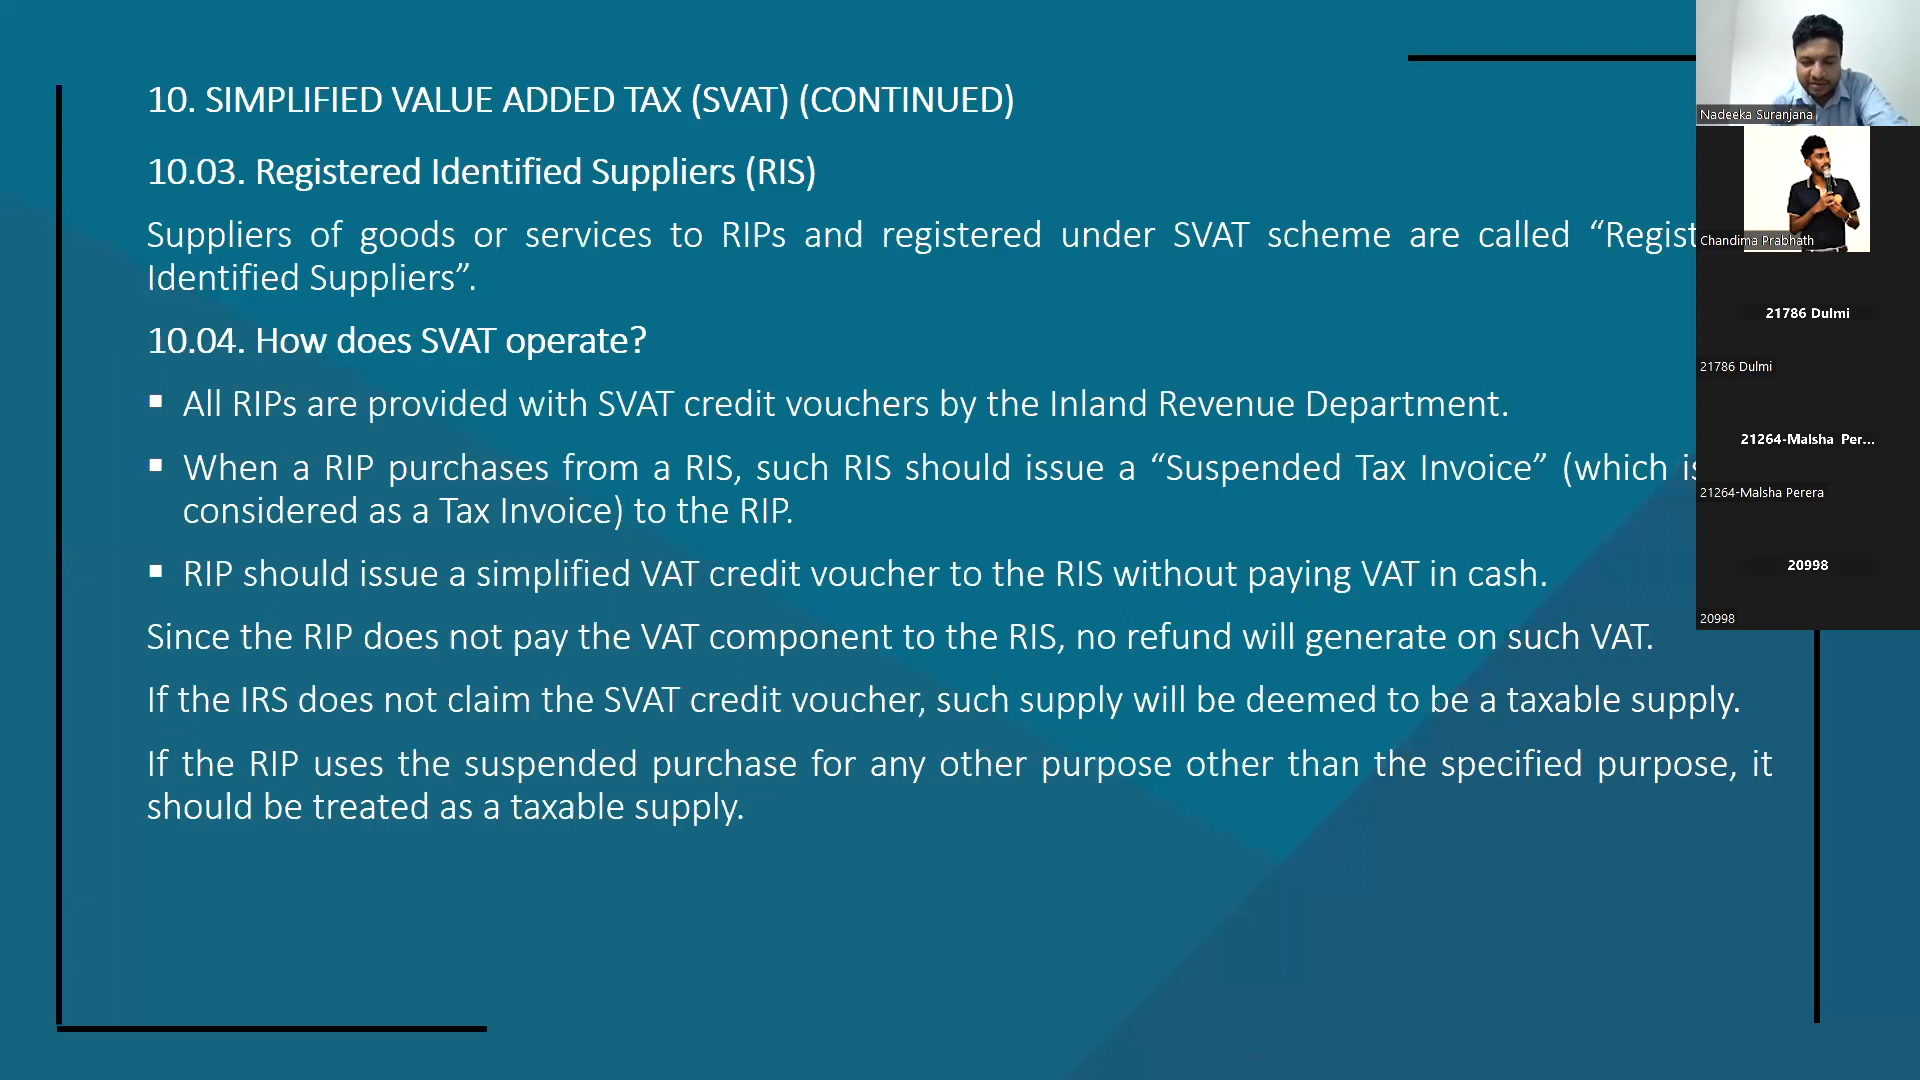 10. SIMPLIFIED VALUE ADDED TAX (SVAT) (CONTINUED)
10.03. Registered Identified Suppliers (RIS)
Suppliers of goods or services to RIPs and registered under SVAT scheme are called “Regist
Identified Suppliers”.
10.04. How does SVAT operate?
▪ All RIPs are provided with SVAT credit vouchers by the Inland Revenue Department.
▪ When a RIP purchases from a RIS, such RIS should issue a “Suspended Tax Invoice” (which is
considered as a Tax Invoice) to the RIP.
▪ RIP should issue a simplified VAT credit voucher to the RIS without paying VAT in cash.
Since the RIP does not pay the VAT component to the RIS, no refund will generate on such VAT.
If the IRS does not claim the SVAT credit voucher, such supply will be deemed to be a taxable supply.
If the RIP uses the suspended purchase for any other purpose other than the specified purpose, it
should be treated as a taxable supply.
Nadeeka Suranjana
Chandima Prabhath
21786 Dulmi
21786 Dulmi
21264-Malsha Per...
21264-Malsha Perera
20998
20998